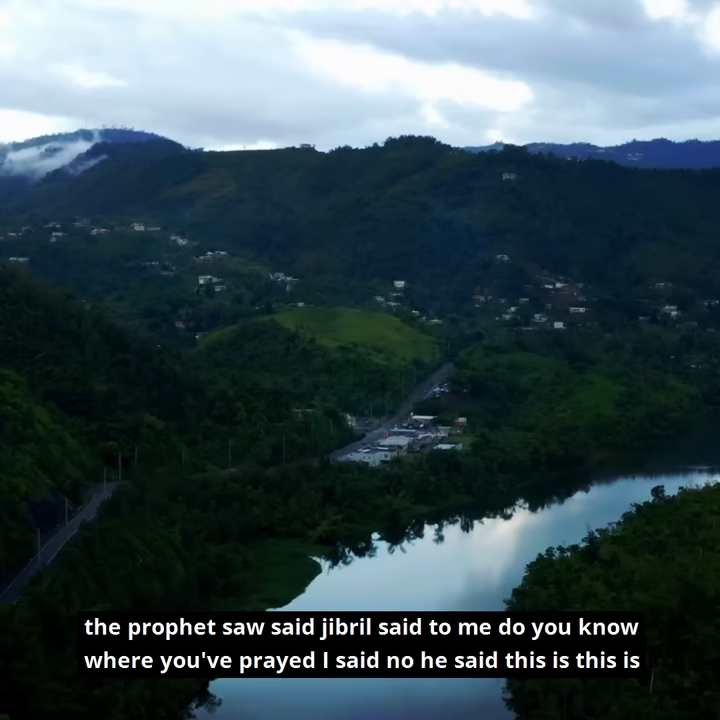 the prophet saw said jibril said to me do you know
where you've prayed I said no he said this is this is